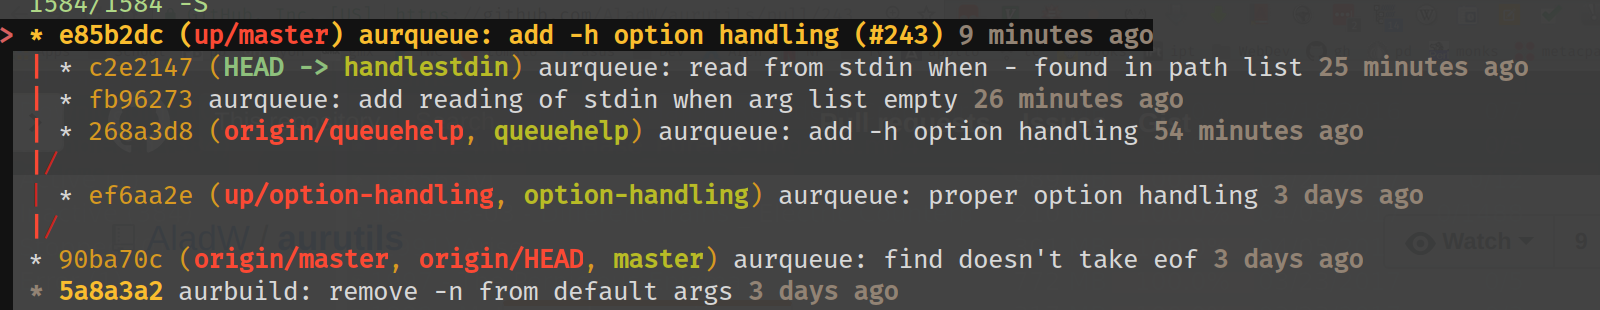 1584/1584 -S
> * e85b2dc (up/master) aurqueue: add -h option handling (#243) 9 minutes ago
| * c2e2147 (HEAD -> handlestdin) aurqueue: read from stdin when - found in path list 25 minutes ago
| * fb96273 aurqueue: add reading of stdin when arg list empty 26 minutes ago
| * 268a3d8 (origin/queuehelp, queuehelp) aurqueue: add -h option handling 54 minutes ago
|/
| * ef6aa2e (up/option-handling, option-handling) aurqueue: proper option handling 3 days ago
|/
AladW / aurutils
Watch 9
* 90ba70c (origin/master, origin/HEAD, master) aurqueue: find doesn't take eof 3 days ago
* 5a8a3a2 aurbuild: remove -n from default args 3 days ago